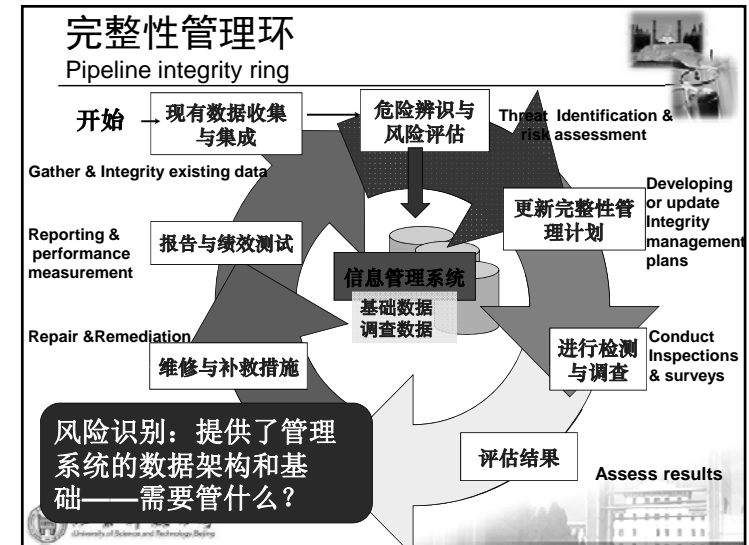 完整性管理环
Pipeline integrity ring
开始
现有数据收集
与集成
危险辨识与
风险评估
Threat Identification &
risk assessment
Gather & Integrity existing data
更新完整性管
理计划
Developing
or update
Integrity
management
plans
Reporting &
performance
measurement
报告与绩效测试
信息管理系统
基础数据
调查数据
Repair &Remediation
维修与补救措施
进行检测
与调查
Conduct
Inspections
& surveys
风险识别：提供了管理
系统的数据架构和基
础——需要管什么？
评估结果
Assess results
University of Science and Technology Beijing